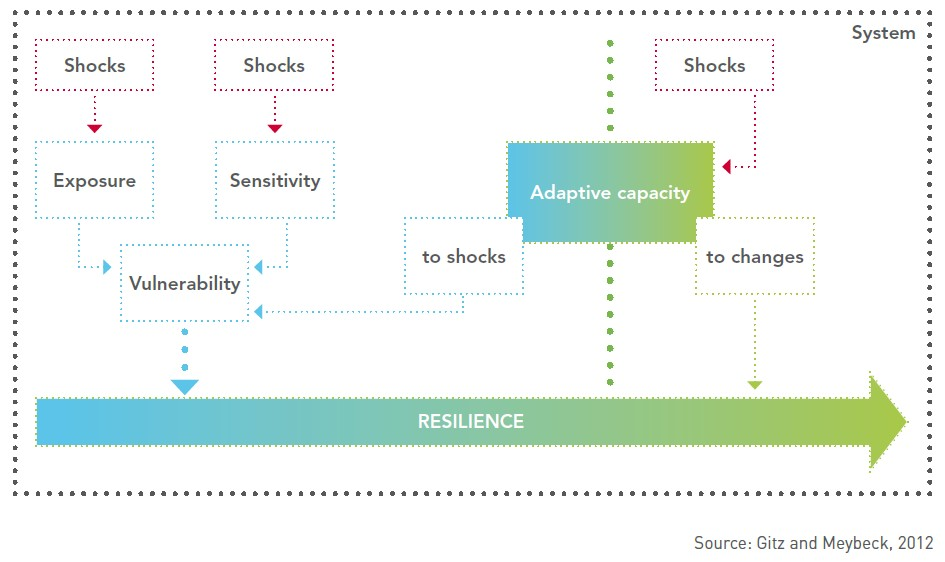 System
Shocks
Shocks
Shocks
Exposure
Sensitivity
Adaptive capacity
to shocks
to changes
Vulnerability
RESILIENCE
Source: Gitz and Meybeck, 2012